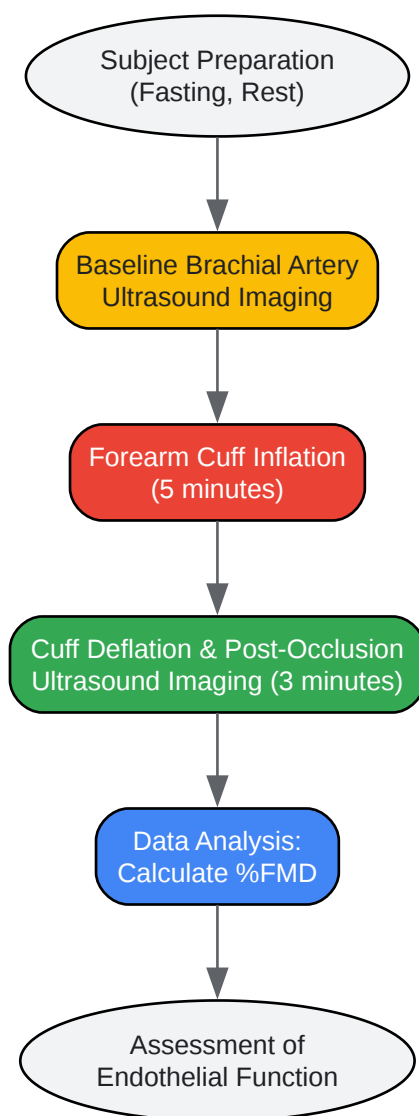 Subject Preparation
(Fasting, Rest)
Baseline Brachial Artery
Ultrasound Imaging
Forearm Cuff Inflation
(5 minutes)
Cuff Deflation & Post-Occlusion
Ultrasound Imaging (3 minutes)
Data Analysis:
Calculate %FMD
Assessment of
Endothelial Function